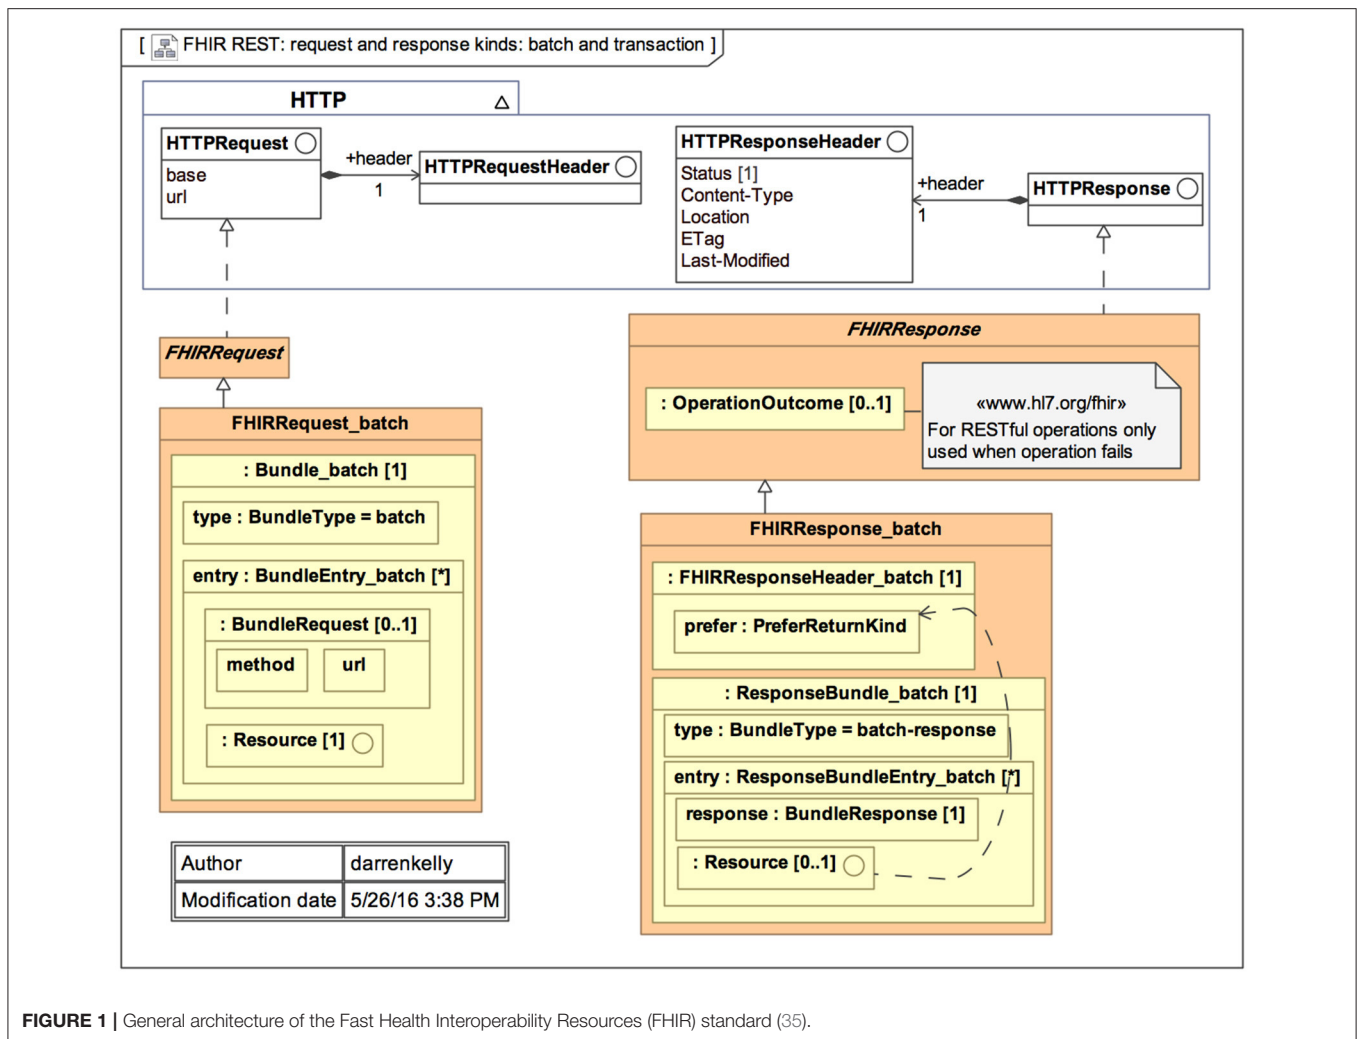 [ FHIR REST: request and response kinds: batch and transaction ]
HTTP
HTTPRequest
base
url
+header
1
HTTPRequestHeader
HTTPResponseHeader
Status [1]
Content-Type
Location
ETag
Last-Modified
+header
1
HTTPResponse
FHIRRequest
FHIRRequest_batch
: Bundle_batch [1]
type : BundleType = batch
entry : BundleEntry_batch [*]
: BundleRequest [0..1]
method
url
: Resource [1]
FHIRResponse
: OperationOutcome [0..1]
«www.hl7.org/fhir»
For RESTful operations only
used when operation fails
FHIRResponse_batch
: FHIRResponseHeader_batch [1]
prefer : PreferReturnKind
: ResponseBundle_batch [1]
type : BundleType = batch-response
entry : ResponseBundleEntry_batch [*]
response : BundleResponse [1]
: Resource [0..1]
Author darrenkelly
Modification date 5/26/16 3:38 PM
FIGURE 1 | General architecture of the Fast Health Interoperability Resources (FHIR) standard (35).